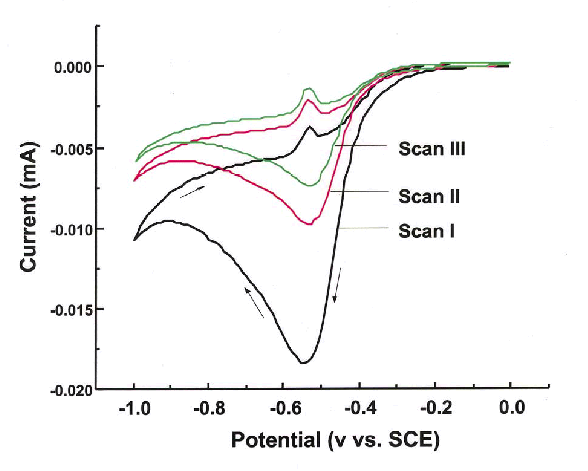 0.000
-0.005
-0.010
-0.015
-0.020
Current (mA)
Scan III
Scan II
Scan I
-1.0 -0.8 -0.6 -0.4 -0.2 0.0
Potential (v vs. SCE)